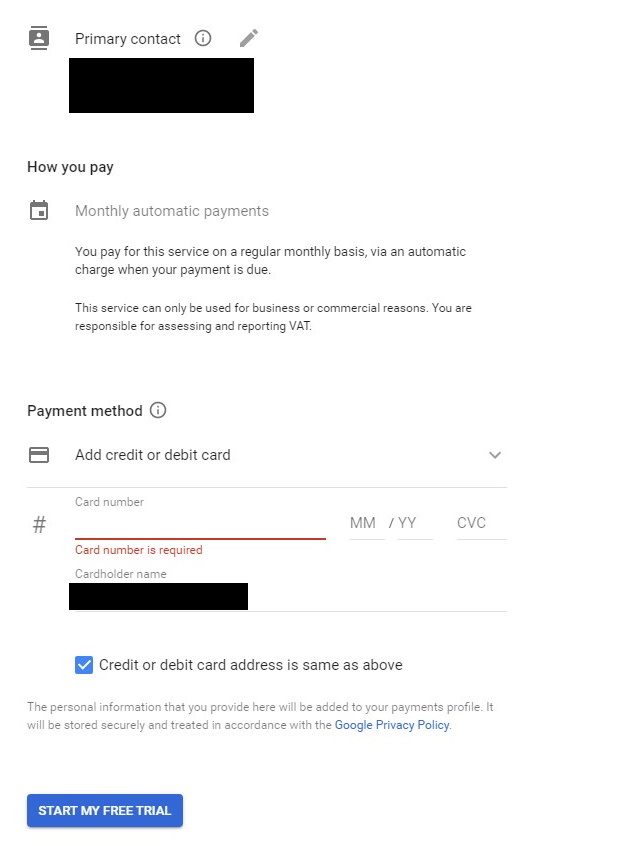 Primary contact
How you pay
Monthly automatic payments
You pay for this service on a regular monthly basis, via an automatic
charge when your payment is due.
This service can only be used for business or commercial reasons. You are
responsible for assessing and reporting VAT.
Payment method
Add credit or debit card
Card number
# MM / YY CVC
Card number is required
Cardholder name
Credit or debit card address is same as above
The personal information that you provide here will be added to your payments profile. It
will be stored securely and treated in accordance with the Google Privacy Policy.
START MY FREE TRIAL